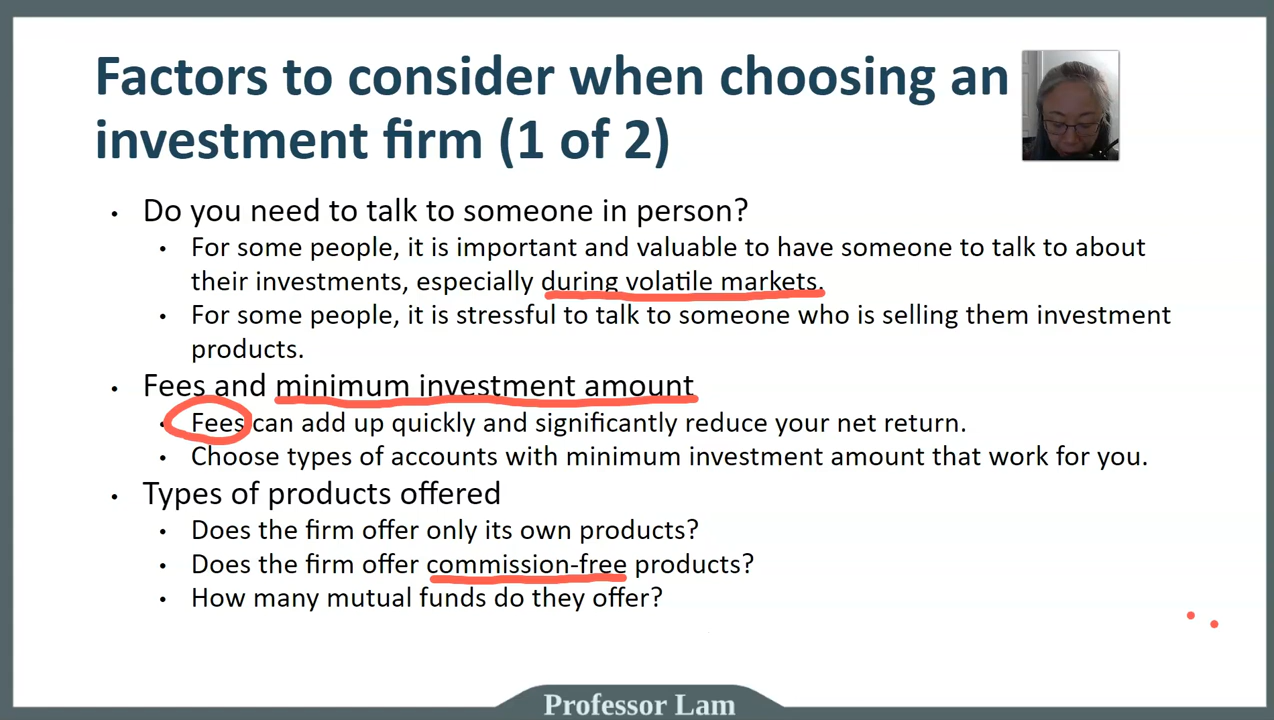 Factors to consider when choosing an
investment firm (1 of 2)
• Do you need to talk to someone in person?
• For some people, it is important and valuable to have someone to talk to about
their investments, especially during volatile markets.
• For some people, it is stressful to talk to someone who is selling them investment
products.
• Fees and minimum investment amount
• Fees can add up quickly and significantly reduce your net return.
• Choose types of accounts with minimum investment amount that work for you.
• Types of products offered
• Does the firm offer only its own products?
• Does the firm offer commission-free products?
• How many mutual funds do they offer?
Professor Lam